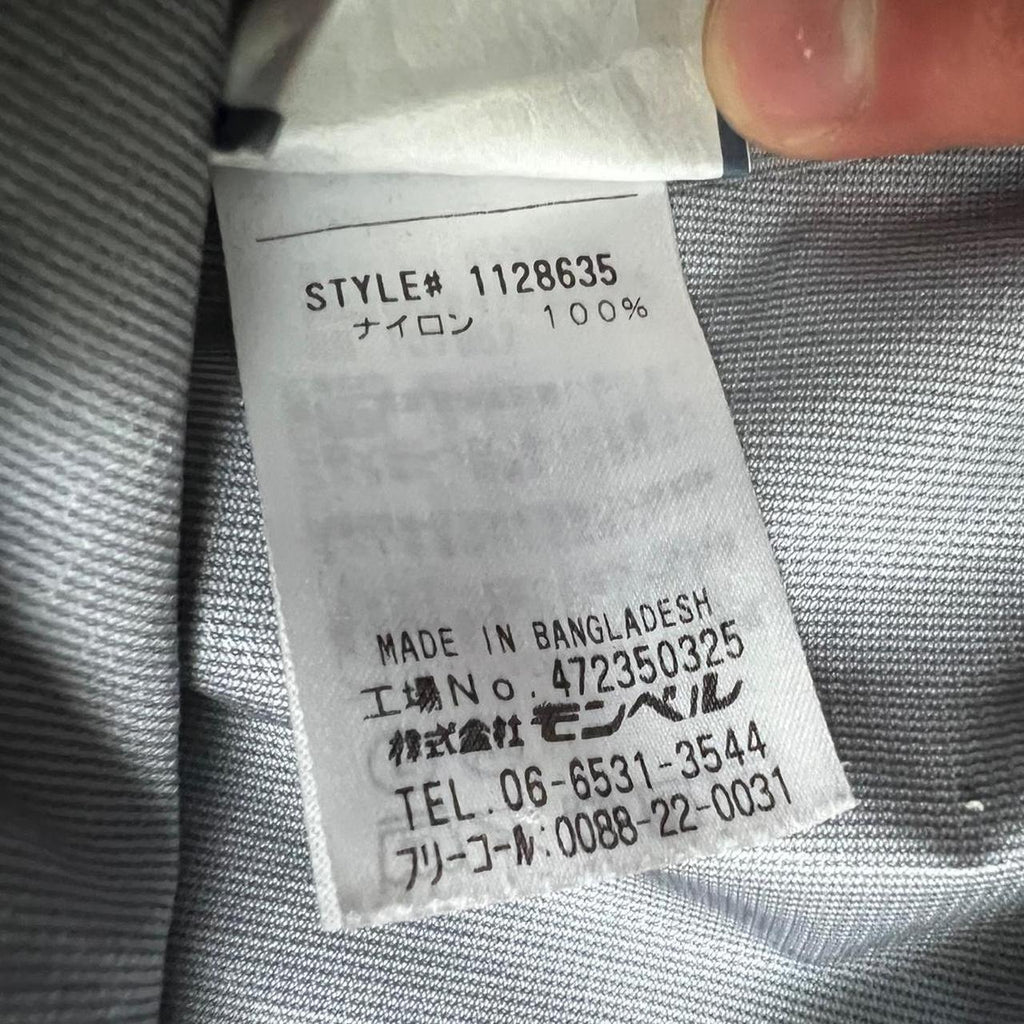 STYLE# 1128635
ナイロン 100%
MADE IN BANGLADESH
工場No.472350325
株式会社モンベル
TEL.06-6531-3544
フリーコール:0088-22-0031